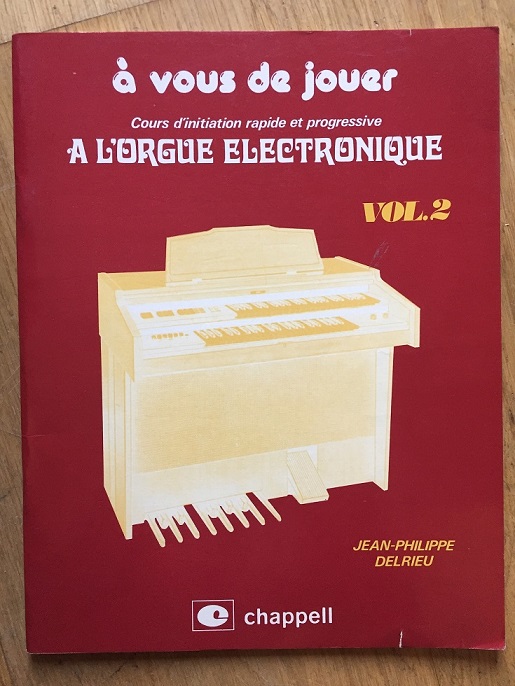 à vous de jouer
Cours d'initiation rapide et progressive
A L'ORGUE ELECTRONIQUE
VOL.2
JEAN-PHILIPPE
DELRIEU
chappell